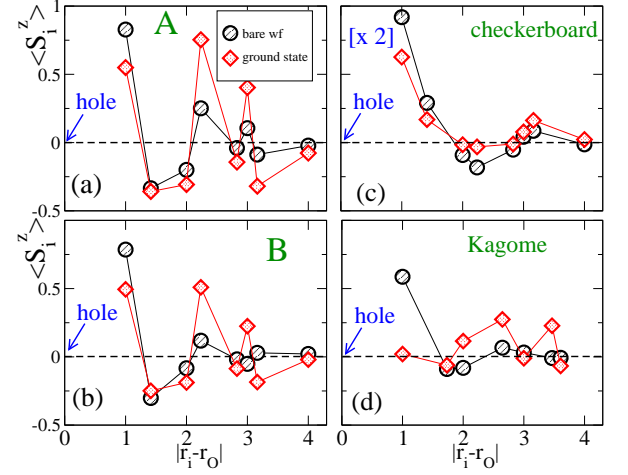 1
0.5
0
-0.5
<S_i^z>
A
bare wf
ground state
hole
(a)
[x 2]
checkerboard
hole
(c)
0.5
0
-0.5
<S_i^z>
B
hole
(b)
0 1 2 3 4
|r_i-r_O|
Kagome
hole
(d)
0 1 2 3 4
|r_i-r_O|